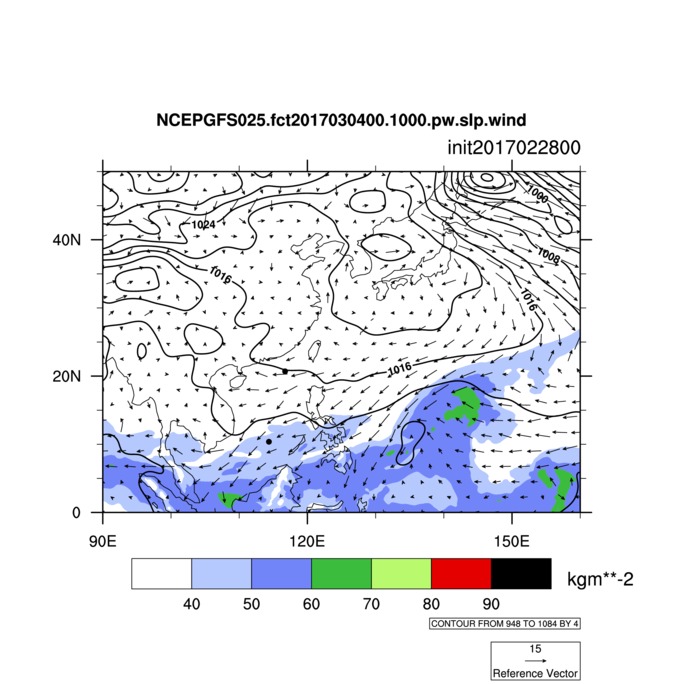 NCEPGFS025.fct2017030400.1000.pw.slp.wind
init2017022800
1000
1024
40N
1008
1016
1016
1016
20N
0
90E 120E 150E
kgm**-2
40 50 60 70 80 90
CONTOUR FROM 948 TO 1084 BY 4
15
Reference Vector